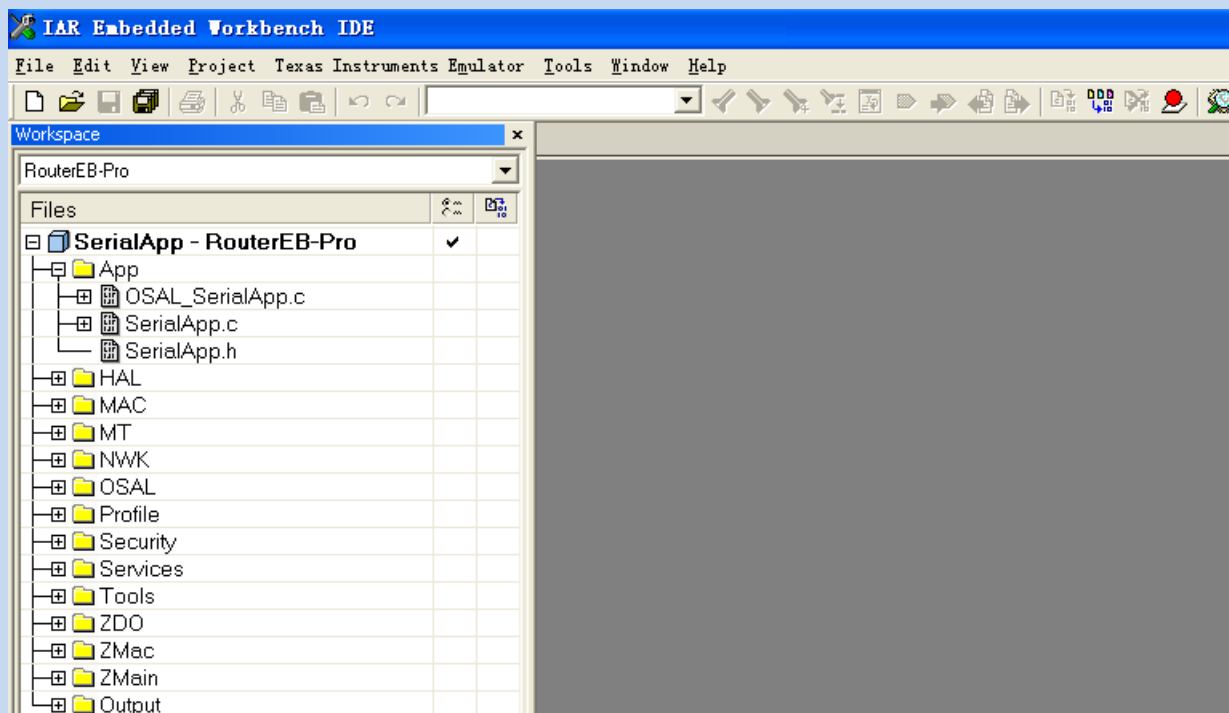 IAR Embedded Workbench IDE
File Edit View Project Texas Instruments Emulator Tools Window Help
Workspace
RouterEB-Pro
Files
SerialApp - RouterEB-Pro
App
OSAL_SerialApp.c
SerialApp.c
SerialApp.h
HAL
MAC
MT
NWK
OSAL
Profile
Security
Services
Tools
ZDO
ZMac
ZMain
Output